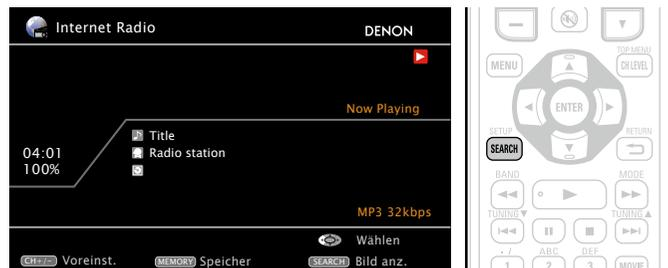 Internet Radio
DENON
Now Playing
Title
Radio station
04:01
100%
MP3 32kbps
Wählen
CH+/- Voreinst.
MEMORY Speicher
SEARCH Bild anz.
TOP MENU
MENU
CH LEVEL
ENTER
SETUP
RETURN
SEARCH
BAND
MODE
TUNING▼
TUNING▲
. /
ABC
DEF
1
2
3
MOVIE